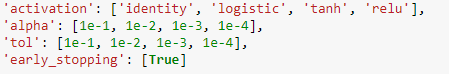 'activation': ['identity', 'logistic', 'tanh', 'relu'],
'alpha': [1e-1, 1e-2, 1e-3, 1e-4],
'tol': [1e-1, 1e-2, 1e-3, 1e-4],
'early_stopping': [True]